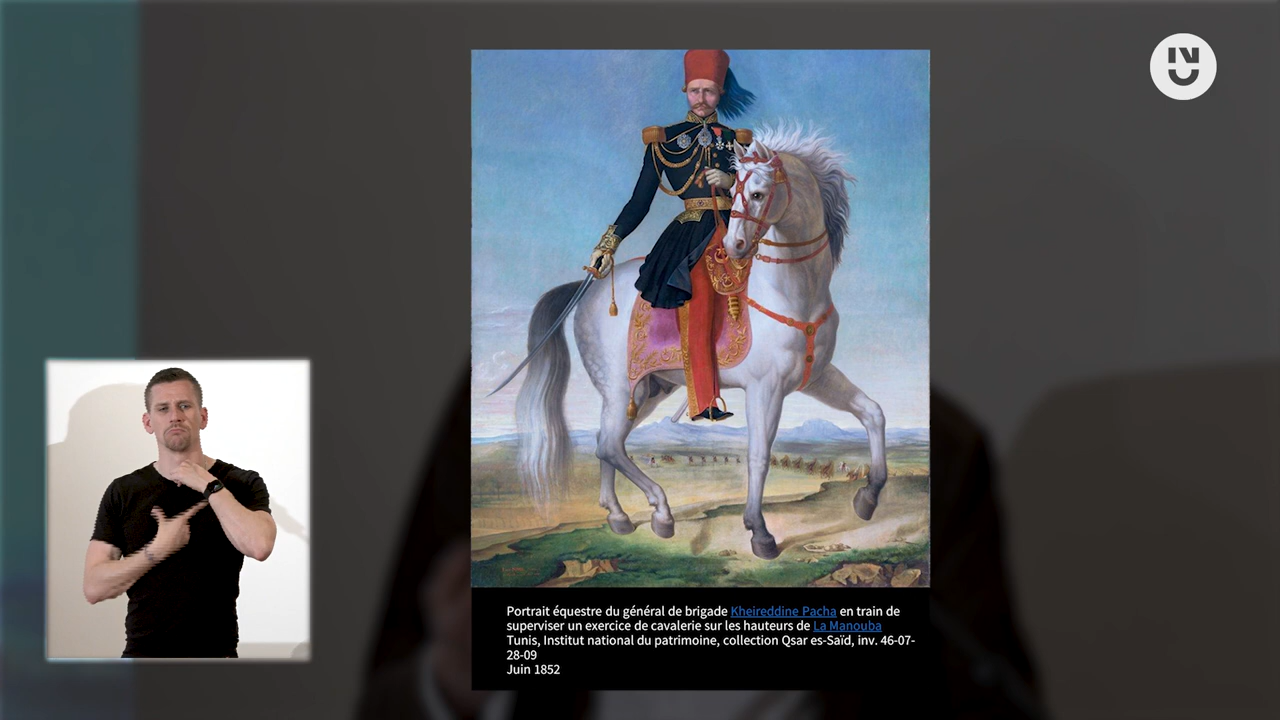 INU
Portrait équestre du général de brigade Kheireddine Pacha en train de
superviser un exercice de cavalerie sur les hauteurs de La Manouba
Tunis, Institut national du patrimoine, collection Qsar es-Saïd, inv. 46-07-
28-09
Juin 1852